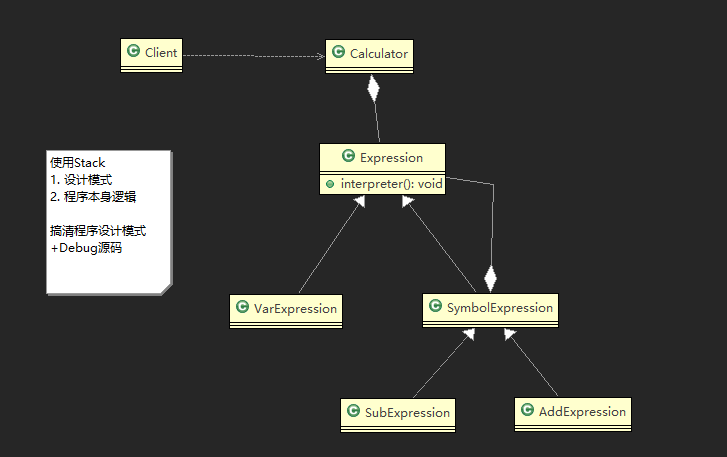 Client
Calculator
Expression
interpreter(): void
使用Stack
1. 设计模式
2. 程序本身逻辑
搞清程序设计模式
+Debug源码
VarExpression
SymbolExpression
SubExpression
AddExpression